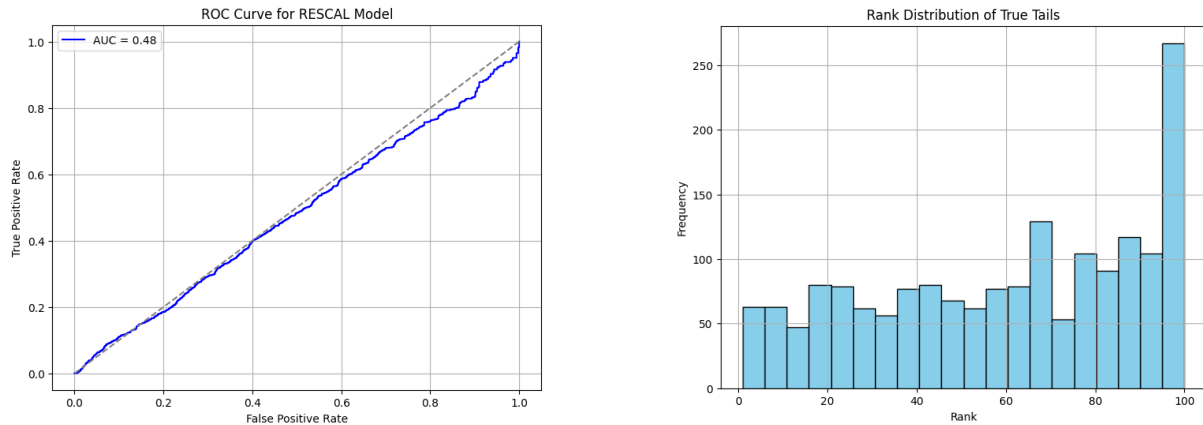 ROC Curve for RESCAL Model
AUC = 0.48
True Positive Rate
1.0
0.8
0.6
0.4
0.2
0.0
0.0 0.2 0.4 0.6 0.8 1.0
False Positive Rate
Rank Distribution of True Tails
Frequency
250
200
150
100
50
0
0 20 40 60 80 100
Rank